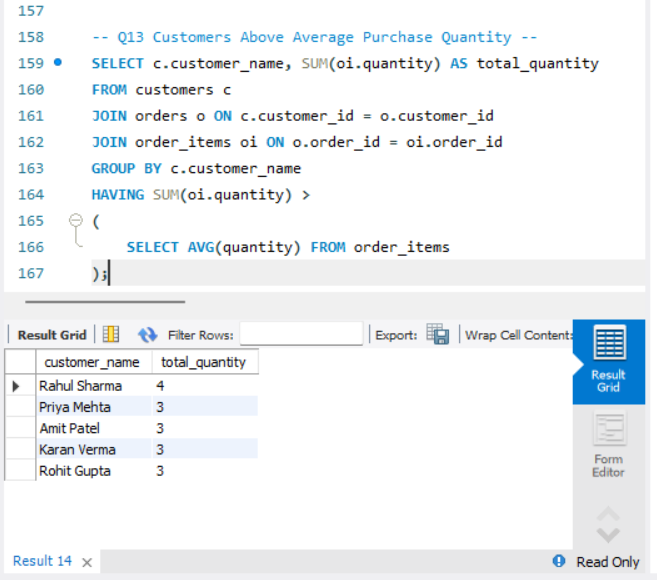 157
158 -- Q13 Customers Above Average Purchase Quantity --
159 SELECT c.customer_name, SUM(oi.quantity) AS total_quantity
160 FROM customers c
161 JOIN orders o ON c.customer_id = o.customer_id
162 JOIN order_items oi ON o.order_id = oi.order_id
163 GROUP BY c.customer_name
164 HAVING SUM(oi.quantity) >
165 (
166 SELECT AVG(quantity) FROM order_items
167 );
Result Grid Filter Rows: Export: Wrap Cell Content:
customer_name total_quantity
Rahul Sharma 4
Priya Mehta 3
Amit Patel 3
Karan Verma 3
Rohit Gupta 3
Result
Grid
Form
Editor
Result 14 Read Only